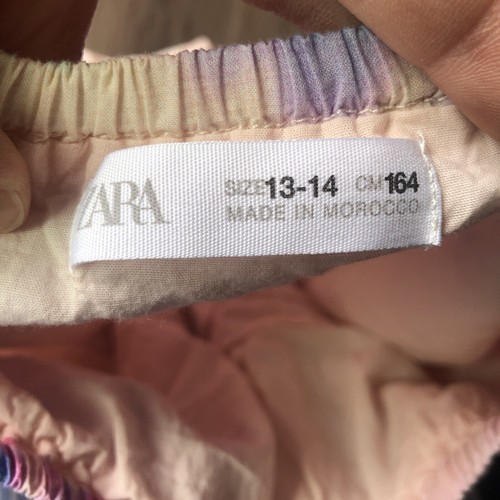 ZARA
SIZE 13-14 CM 164
MADE IN MOROCCO